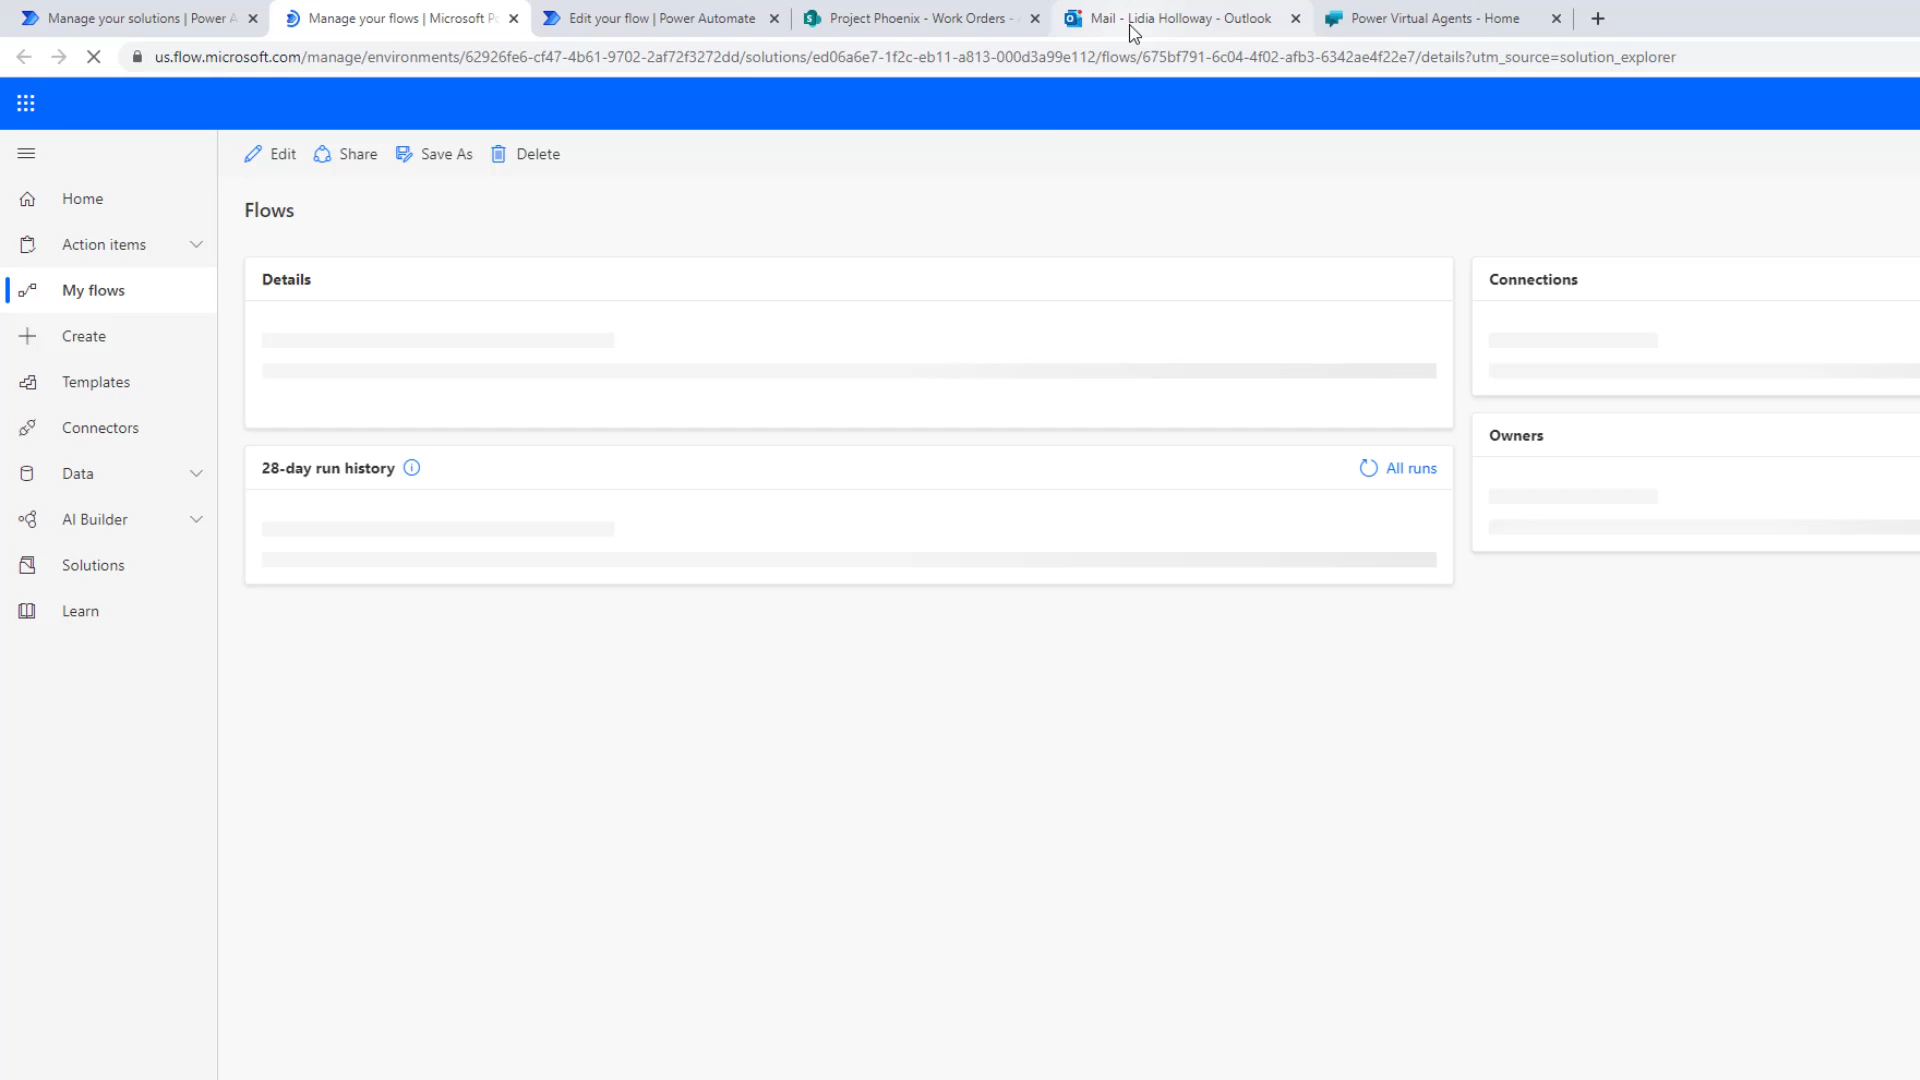 Manage your solutions | Power A
Manage your flows | Microsoft Po
Edit your flow | Power Automate
Project Phoenix - Work Orders -
Mail - Lidia Holloway - Outlook
Power Virtual Agents - Home
us.flow.microsoft.com/manage/environments/62926fe6-cf47-4b61-9702-2af72f3272dd/solutions/ed06a6e7-1f2c-eb11-a813-000d3a99e112/flows/675bf791-6c04-4f02-afb3-6342ae4f22e7/details?utm_source=solution_explorer
Edit
Share
Save As
Delete
Home
Action items
My flows
Create
Templates
Connectors
Data
AI Builder
Solutions
Learn
Flows
Details
28-day run history
All runs
Connections
Owners